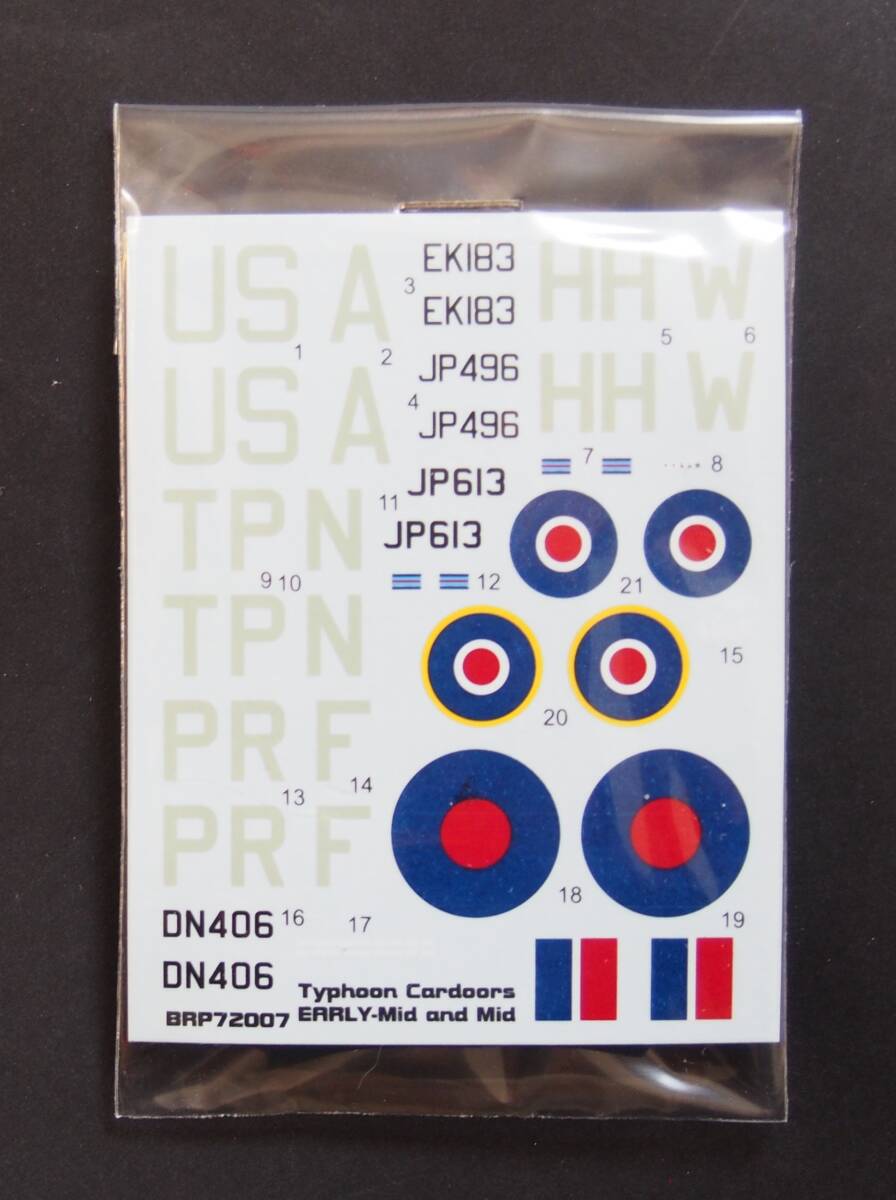 US A
3
EK183
EK183
HH W
5
6
1
2
US A
4
JP496
JP496
HH W
7
8
TPN
11
JP613
JP613
9 10
12
21
TPN
15
20
PR F
13
14
PR F
18
19
DN406 16
17
DN406
Typhoon Cardoors
BRP72007
EARLY-Mid and Mid